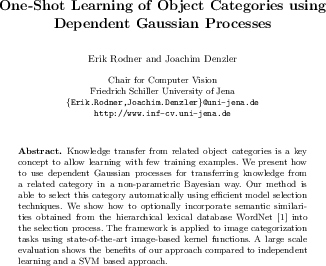 One-Shot Learning of Object Categories using
Dependent Gaussian Processes
Erik Rodner and Joachim Denzler
Chair for Computer Vision
Friedrich Schiller University of Jena
{Erik.Rodner,Joachim.Denzler}@uni-jena.de
http://www.inf-cv.uni-jena.de
Abstract. Knowledge transfer from related object categories is a key
concept to allow learning with few training examples. We present how
to use dependent Gaussian processes for transferring knowledge from
a related category in a non-parametric Bayesian way. Our method is
able to select this category automatically using efficient model selection
techniques. We show how to optionally incorporate semantic similari-
ties obtained from the hierarchical lexical database WordNet [1] into
the selection process. The framework is applied to image categorization
tasks using state-of-the-art image-based kernel functions. A large scale
evaluation shows the benefits of our approach compared to independent
learning and a SVM based approach.